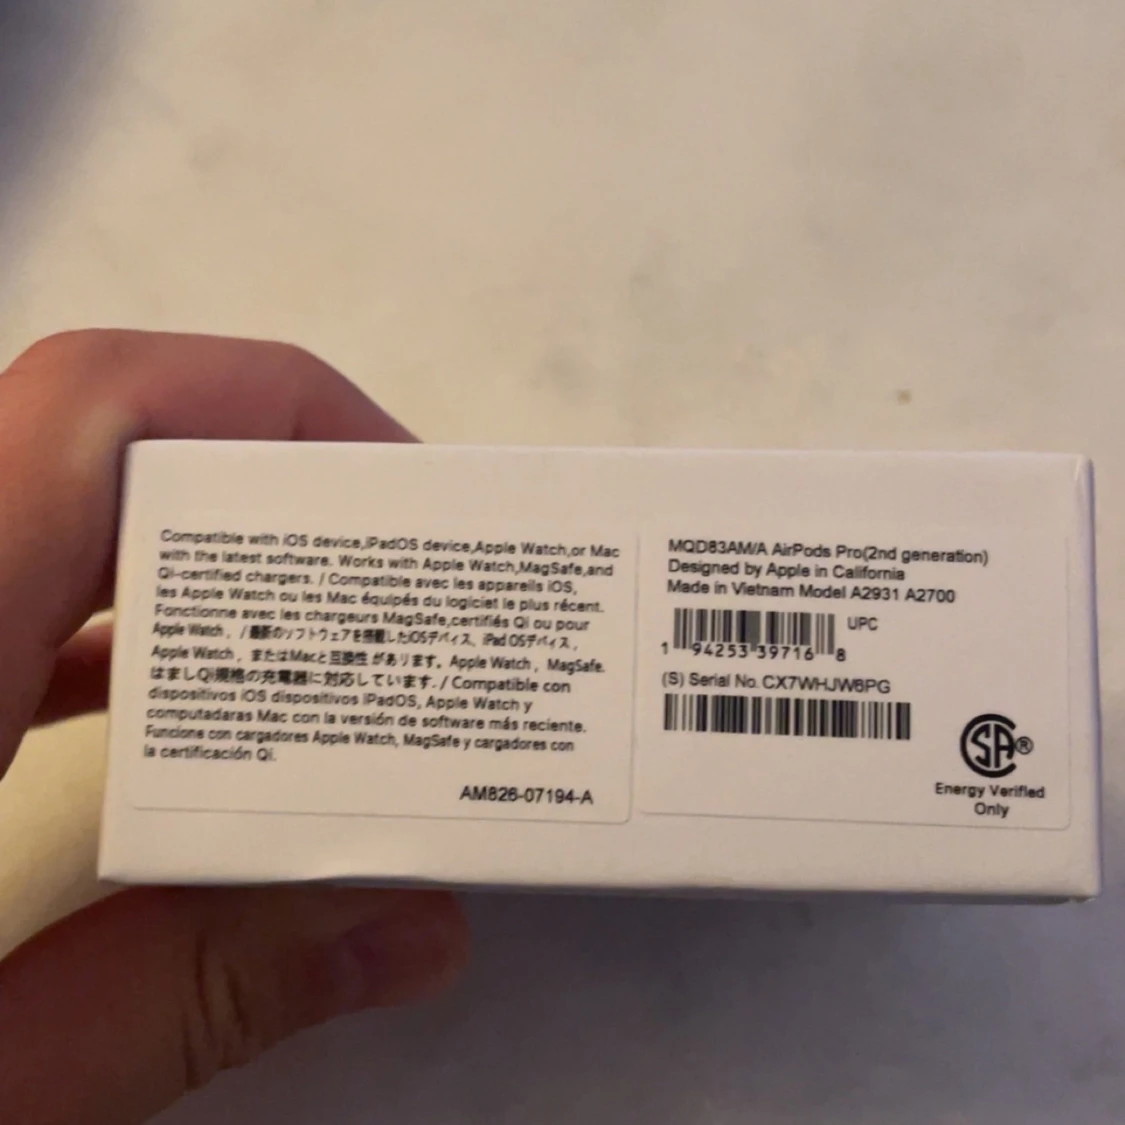 Compatible with iOS device,iPadOS device,Apple Watch,or Mac
with the latest software. Works with Apple Watch,MagSafe,and
Qi-certified chargers. / Compatible avec les appareils iOS,
les Apple Watch ou les Mac équipés du logiciet le plus récent.
Fonctionne avec les chargeurs MagSafe,certifiés Qi ou pour
Apple Watch, /最新のソフトウェアを搭載したiOSデバイス、iPad OSデバイス,
Apple Watch, またはMacと互換性 があります。Apple Watch, MagSafe.
はましQi規格の充電器に対応しています. / Compatible con
dispositivos iOS dispositivos iPadOS, Apple Watch y
computadaras Mac con la versión de software más reciente.
Funcione con cargadores Apple Watch, MagSafe y cargadores con
la certificación Qi.
AM826-07194-A
MQD83AM/A AirPods Pro(2nd generation)
Designed by Apple in California
Made in Vietnam Model A2931 A2700
UPC
1 94253 39716 8
(S) Serial No. CX7WHJW6PG
SA®
Energy Verified
Only